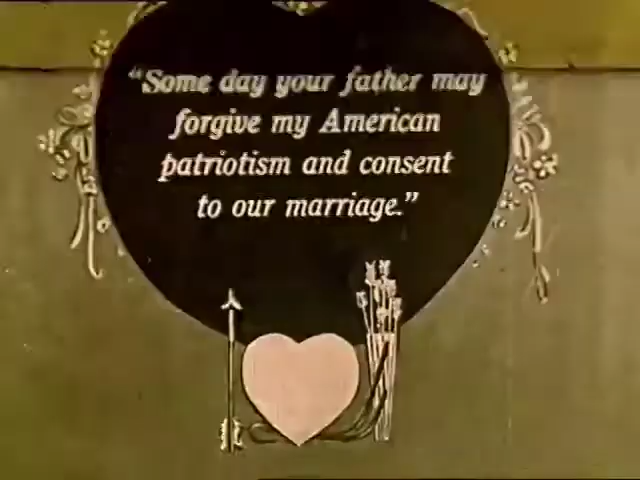 “Some day your father may
forgive my American
patriotism and consent
to our marriage.”